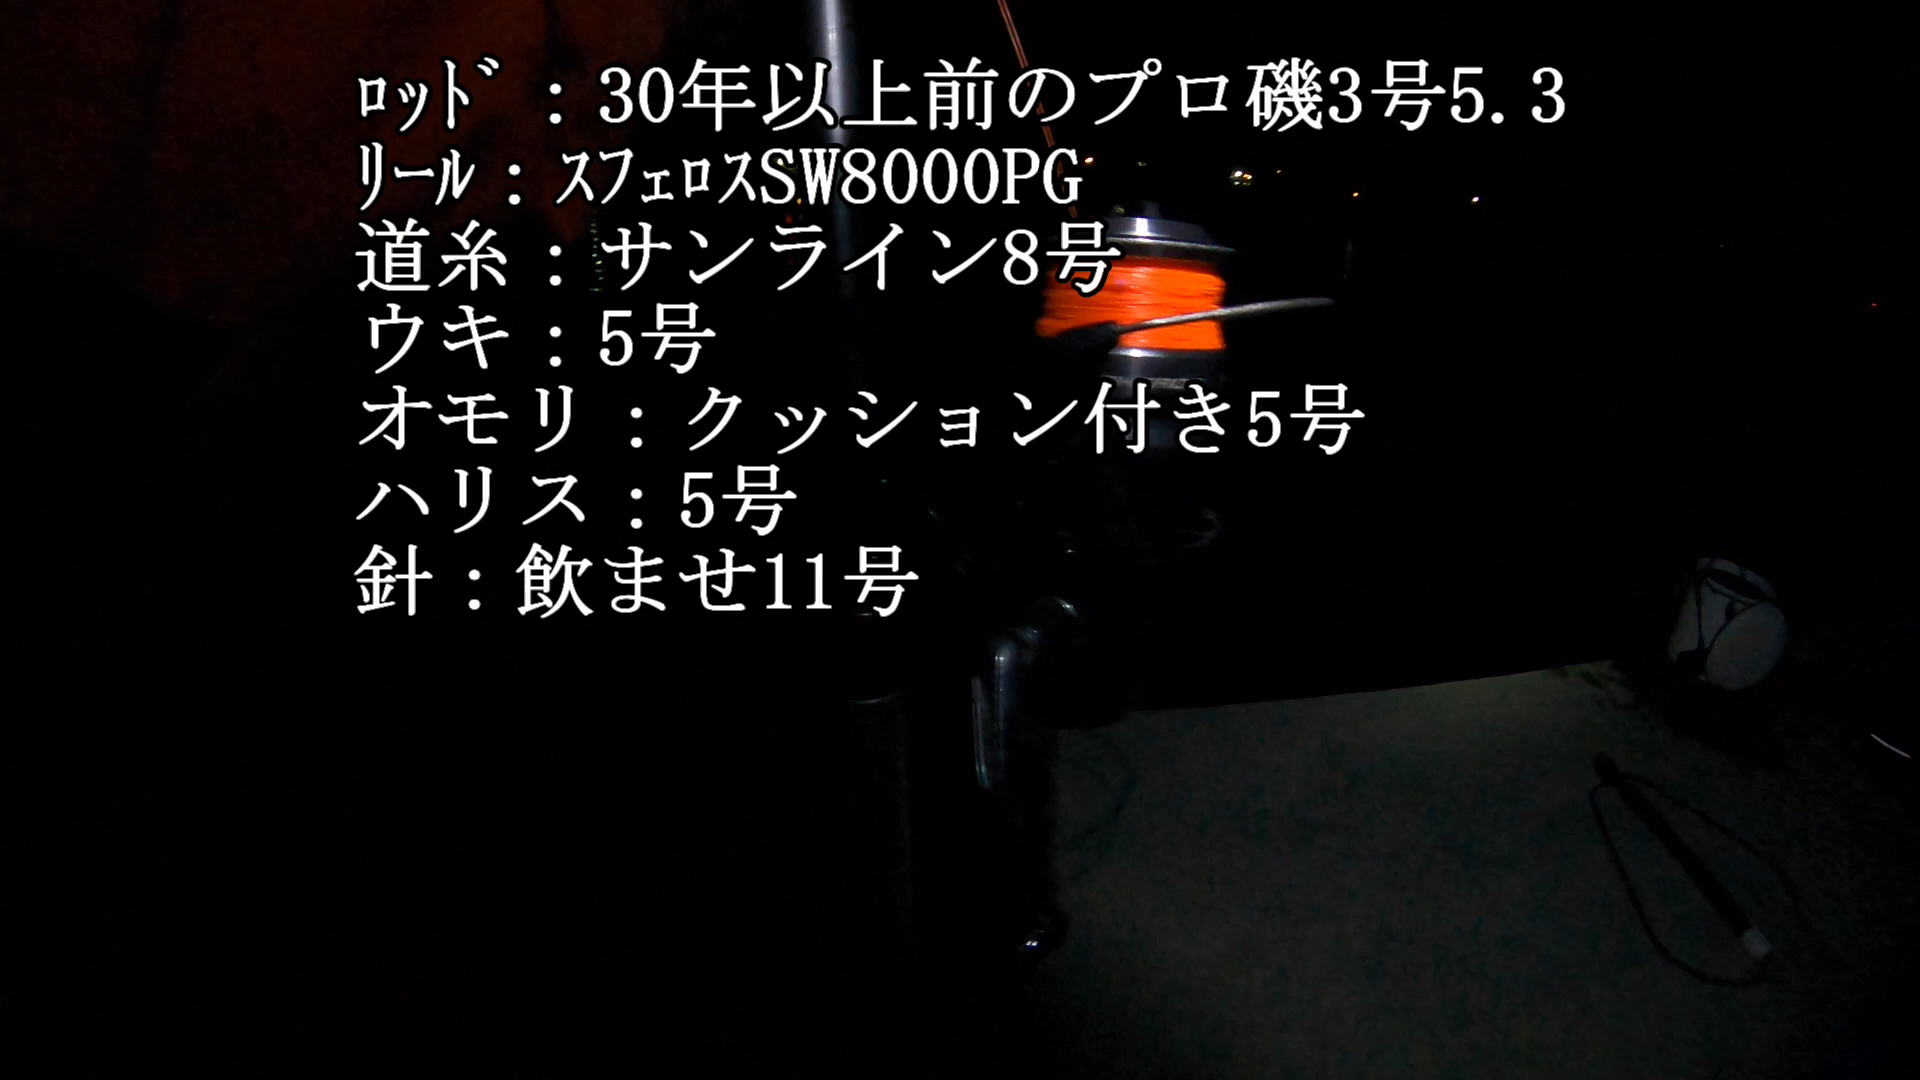 ﾛｯﾄﾞ：30年以上前のプロ磯3号5.3
ﾘｰﾙ：ｽﾌｪﾛｽSW8000PG
道糸：サンライン8号
ウキ：5号
オモリ：クッション付き5号
ハリス：5号
針：飲ませ11号